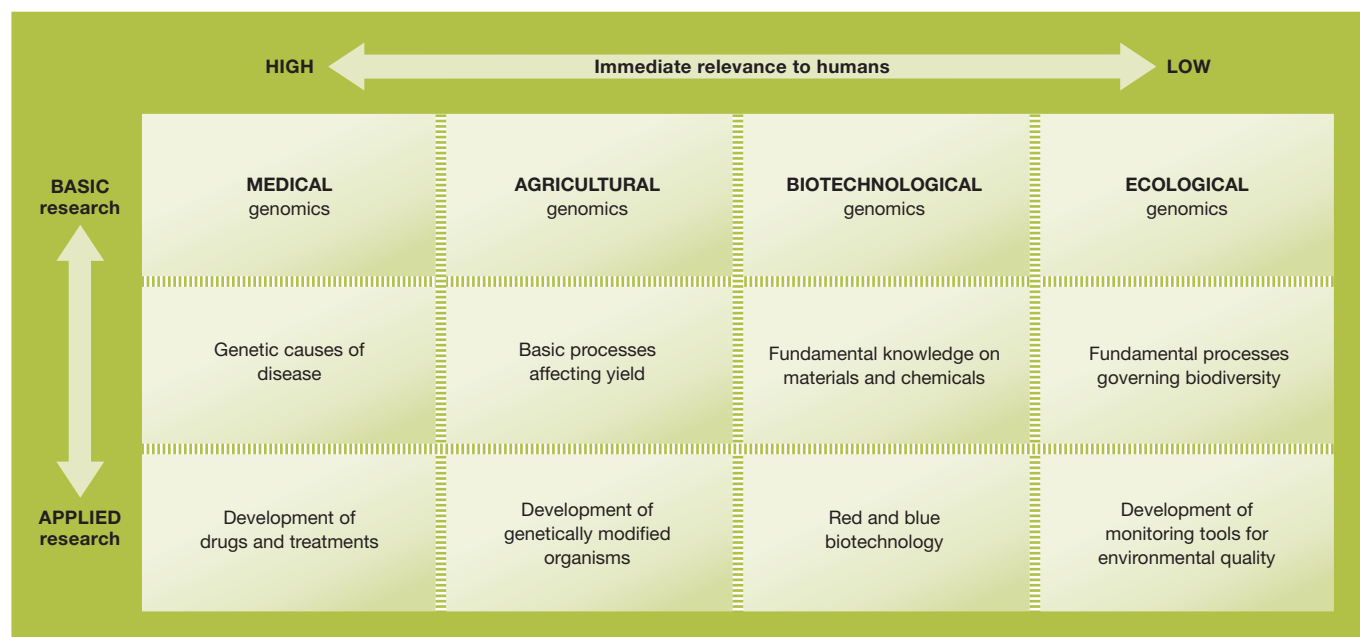 HIGH
Immediate relevance to humans
LOW
BASIC
research
MEDICAL
genomics
AGRICULTURAL
genomics
BIOTECHNOLOGICAL
genomics
ECOLOGICAL
genomics
Genetic causes of
disease
Basic processes
affecting yield
Fundamental knowledge on
materials and chemicals
Fundamental processes
governing biodiversity
APPLIED
research
Development of
drugs and treatments
Development of
genetically modified
organisms
Red and blue
biotechnology
Development of
monitoring tools for
environmental quality